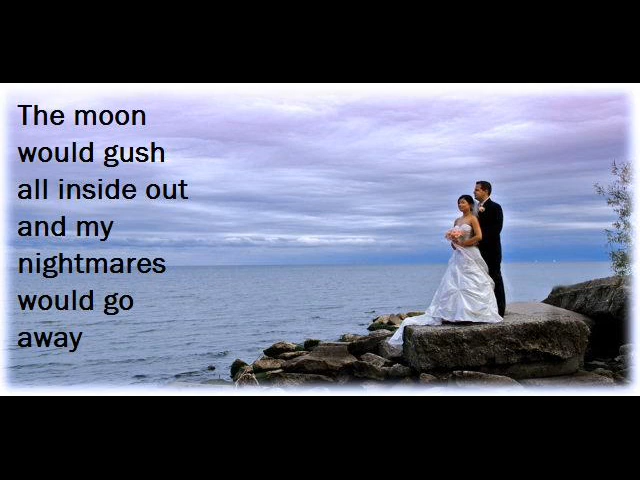 The moon
would gush
all inside out
and my
nightmares
would go
away